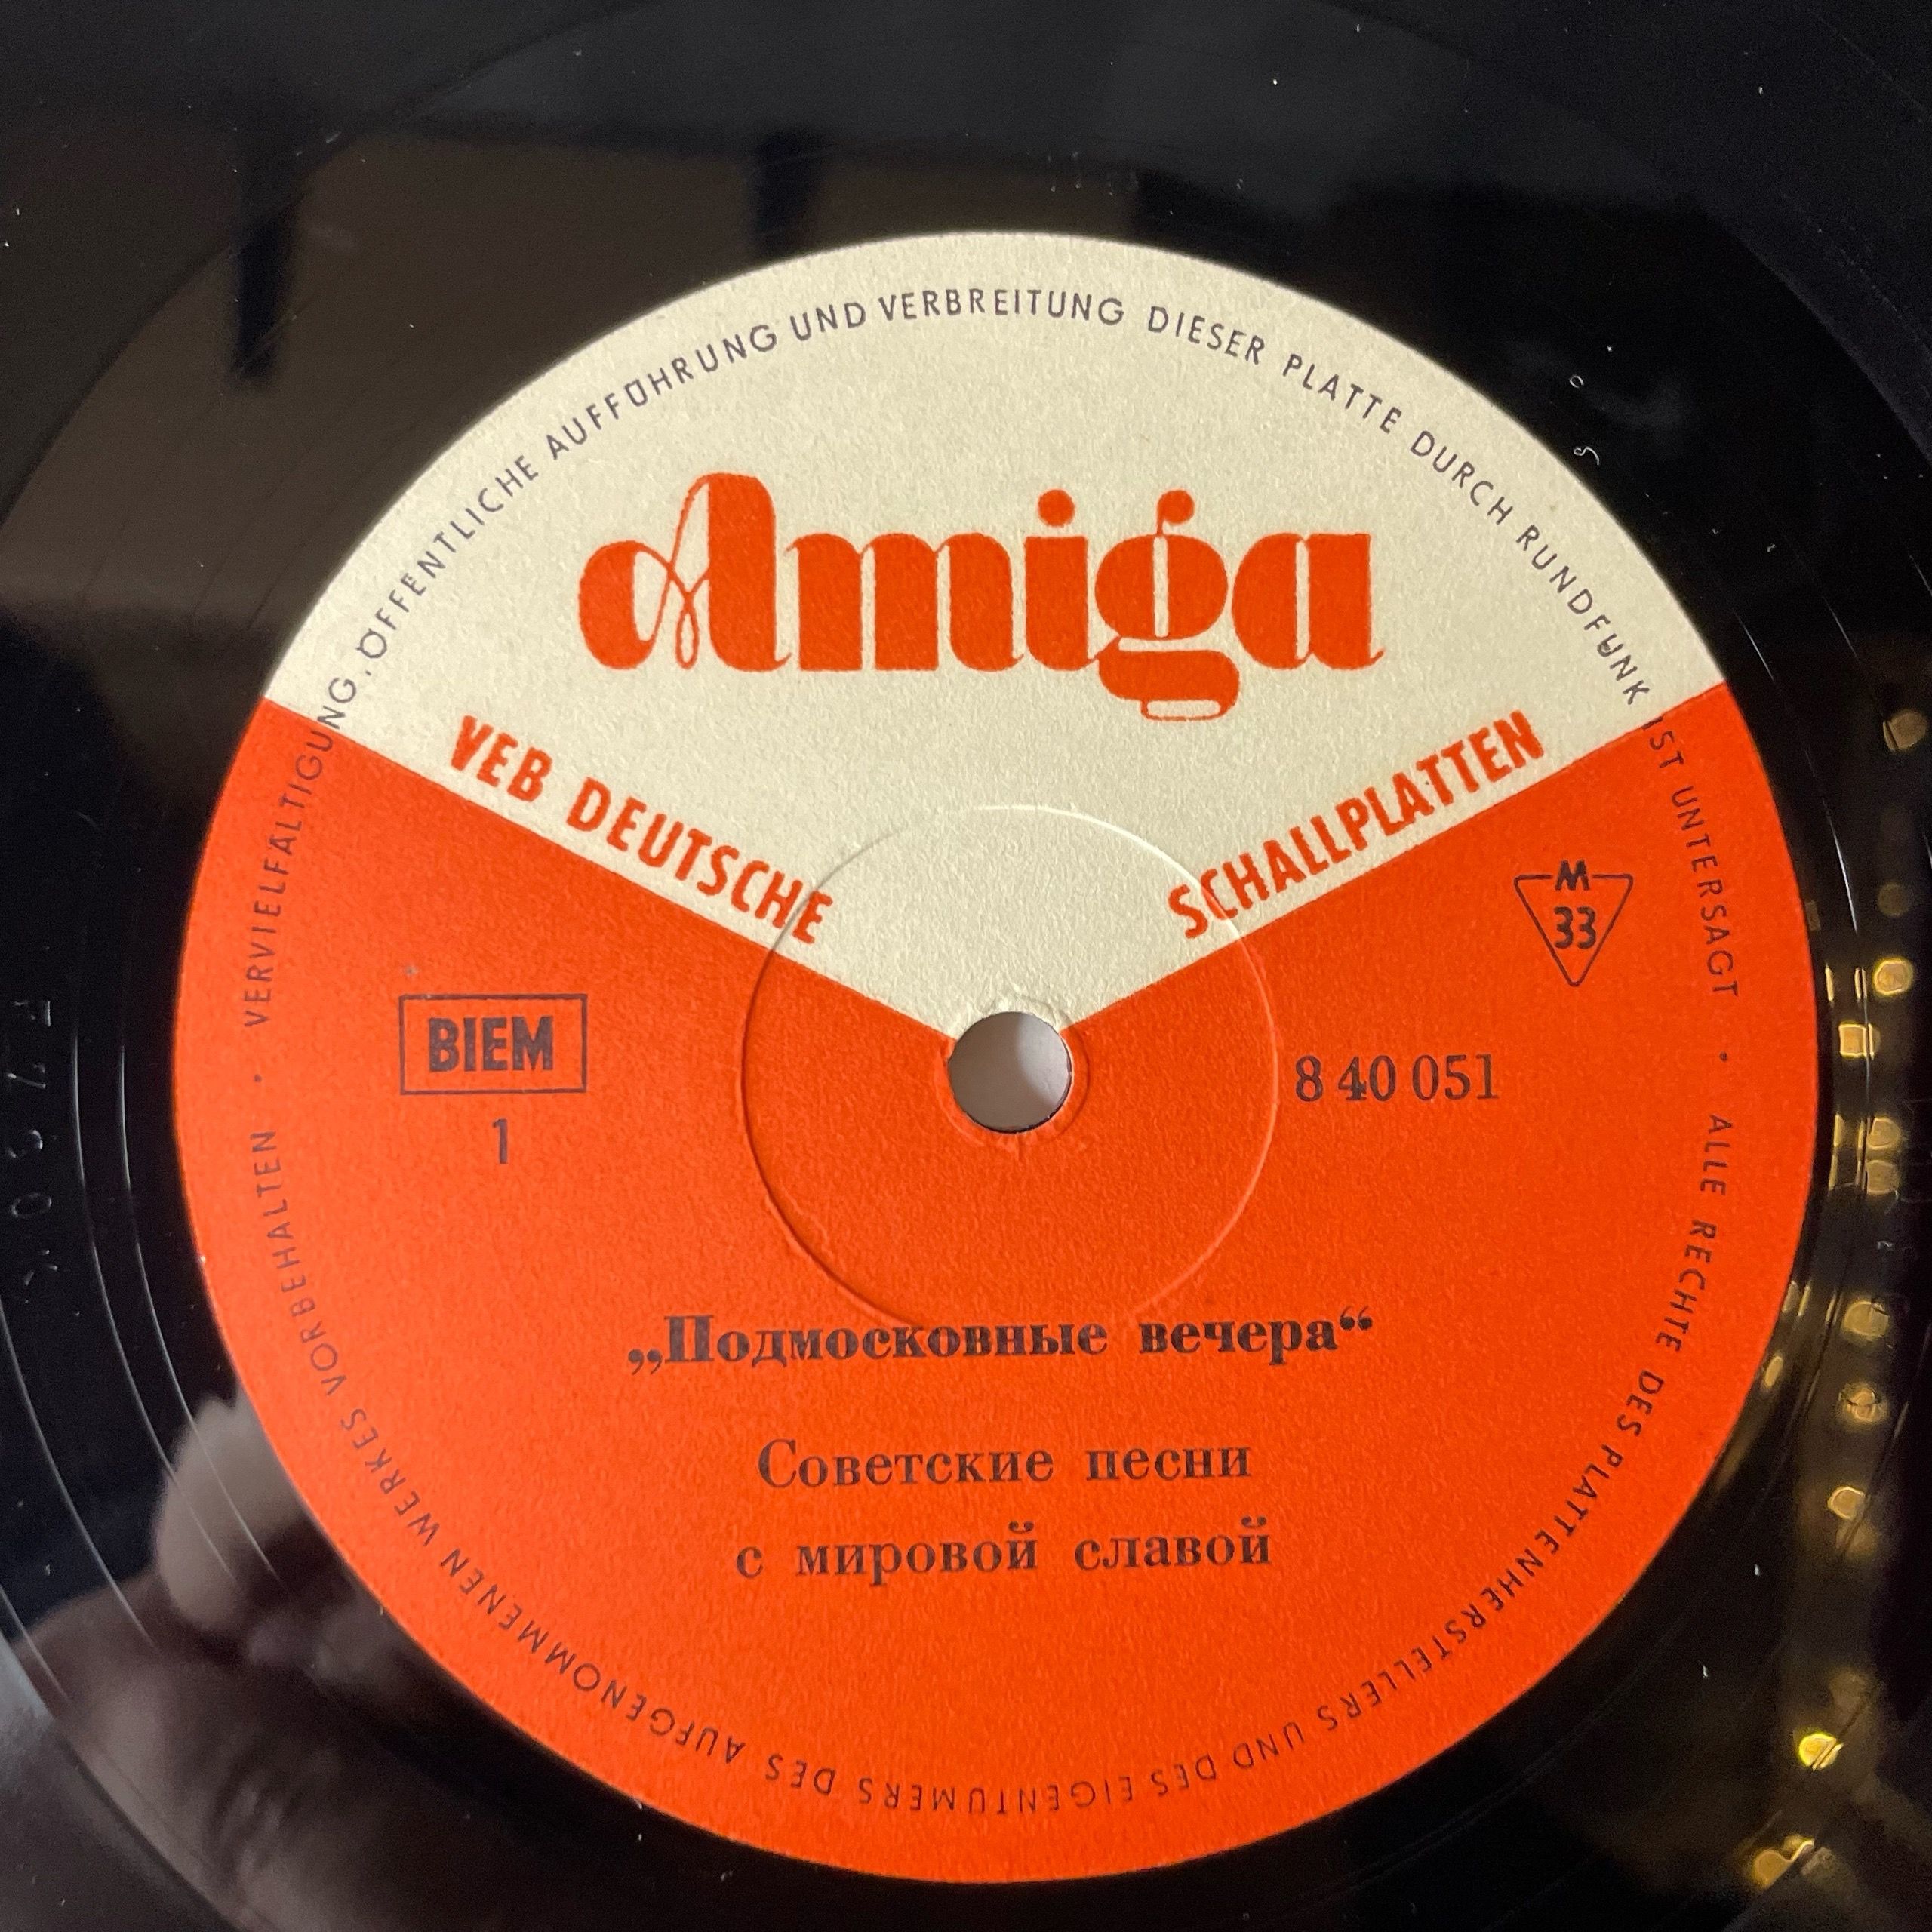 VERVIELFÄLTIGUNG, ÖFFENTLICHE AUFFÜHRUNG UND VERBREITUNG DIESER PLATTE DURCH RUNDFUNK IST UNTERSAGT •
Amiga
VEB DEUTSCHE SCHALLPLATTEN
M
33
BIEM
8 40 051
1
„Подмосковные вечера“
Советские песни
с мировой славой
ALLE RECHTE DES PLATTENHERSTELLERS UND DES EIGENTÜMERS DES AUFGENOMMENEN WERKES VORBEHALTEN •